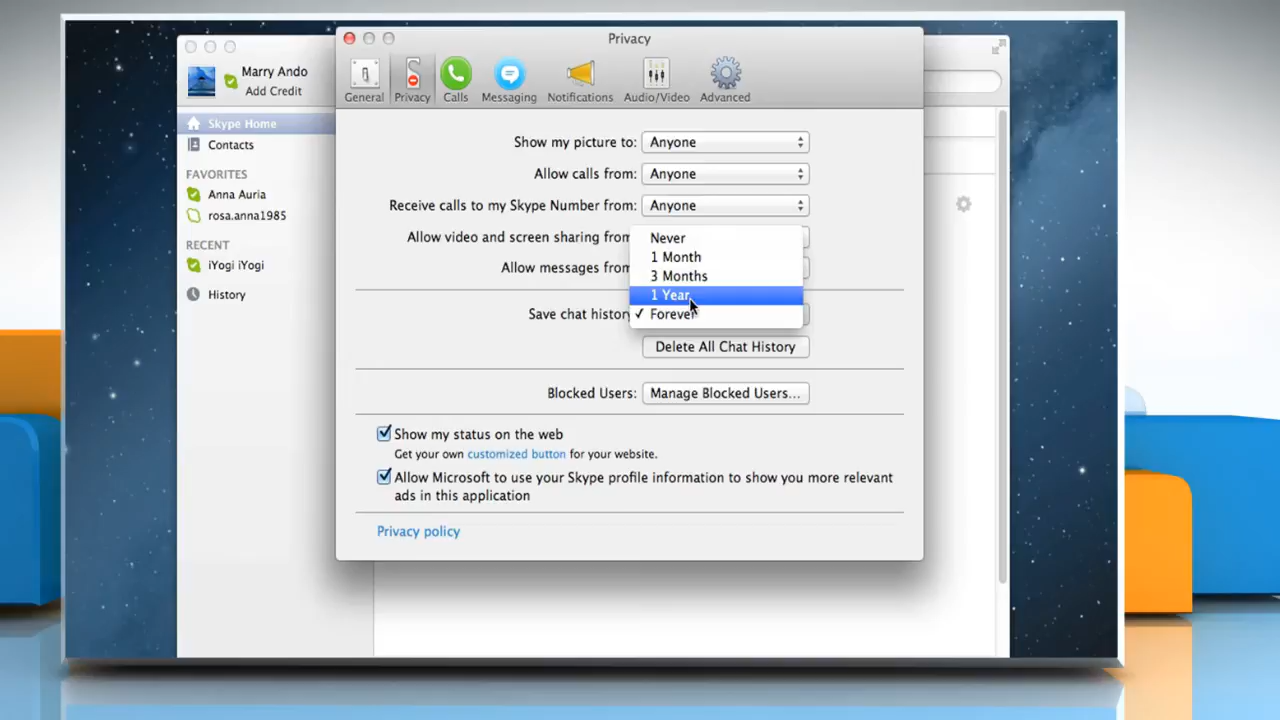 Privacy
General
Privacy
Calls
Messaging
Notifications
Audio/Video
Advanced
Marry Ando
Add Credit
Skype Home
Contacts
FAVORITES
Anna Auria
rosa.anna1985
RECENT
iYogi iYogi
History
Show my picture to: Anyone
Allow calls from: Anyone
Receive calls to my Skype Number from: Anyone
Allow video and screen sharing from
Allow messages from
Never
1 Month
3 Months
1 Year
✓ Forever
Save chat history
Delete All Chat History
Blocked Users: Manage Blocked Users...
Show my status on the web
Get your own customized button for your website.
Allow Microsoft to use your Skype profile information to show you more relevant
ads in this application
Privacy policy